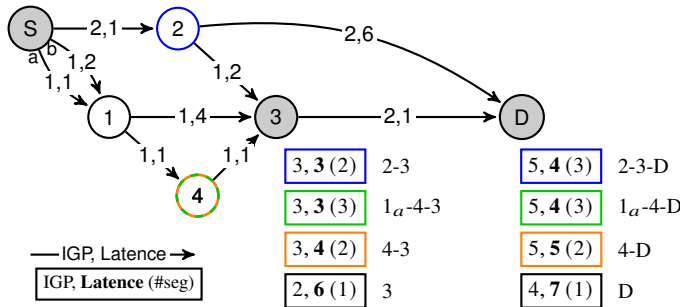 S
2,1
2
2,6
a
b
1,2
1,1
1,2
1
1,4
3
2,1
D
1,1
1,1
4
3, 3 (2) 2-3 5, 4 (3) 2-3-D
3, 3 (3) 1a-4-3 5, 4 (3) 1a-4-D
IGP, Latence 3, 4 (2) 4-3 5, 5 (2) 4-D
IGP, Latence (#seg) 2, 6 (1) 3 4, 7 (1) D